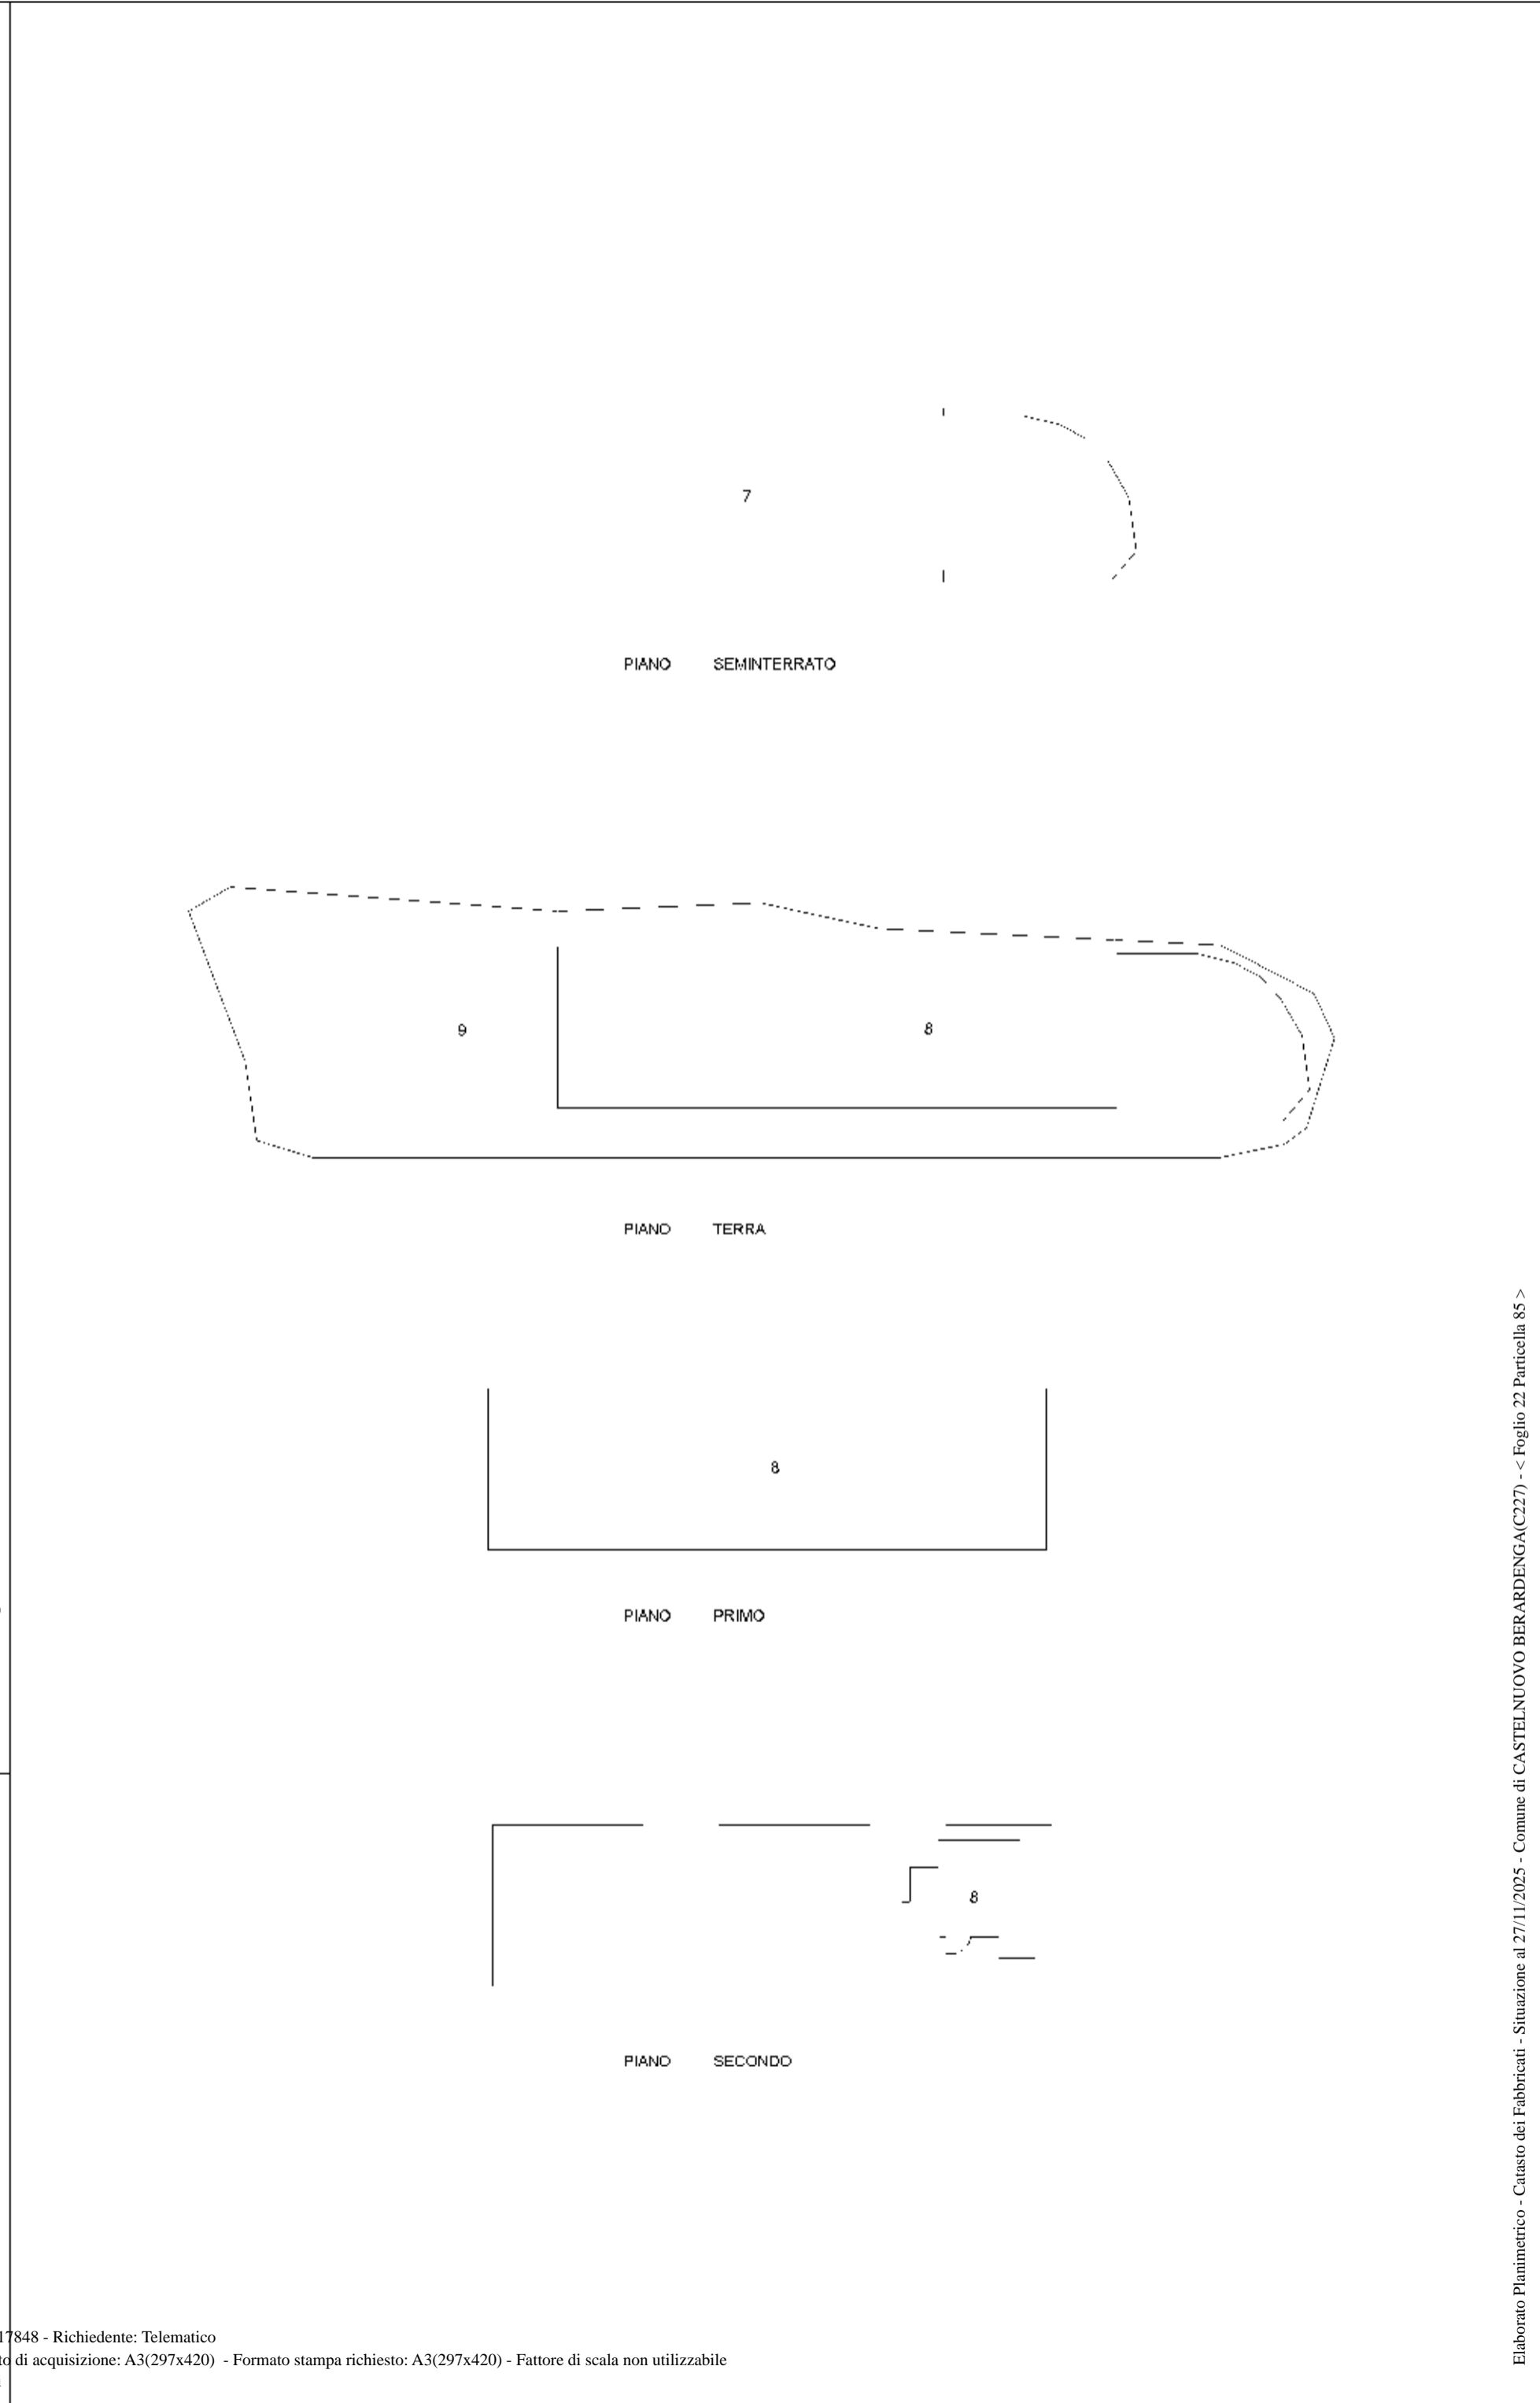 7
PIANO SEMINTERRATO
9 8
PIANO TERRA
8
PIANO PRIMO
8
PIANO SECONDO
17848 - Richiedente: Telematico
to di acquisizione: A3(297x420) - Formato stampa richiesto: A3(297x420) - Fattore di scala non utilizzabile
Elaborato Planimetrico - Catasto dei Fabbricati - Situazione al 27/11/2025 - Comune di CASTELNUOVO BERARDENGA(C227) - < Foglio 22 Particella 85 >